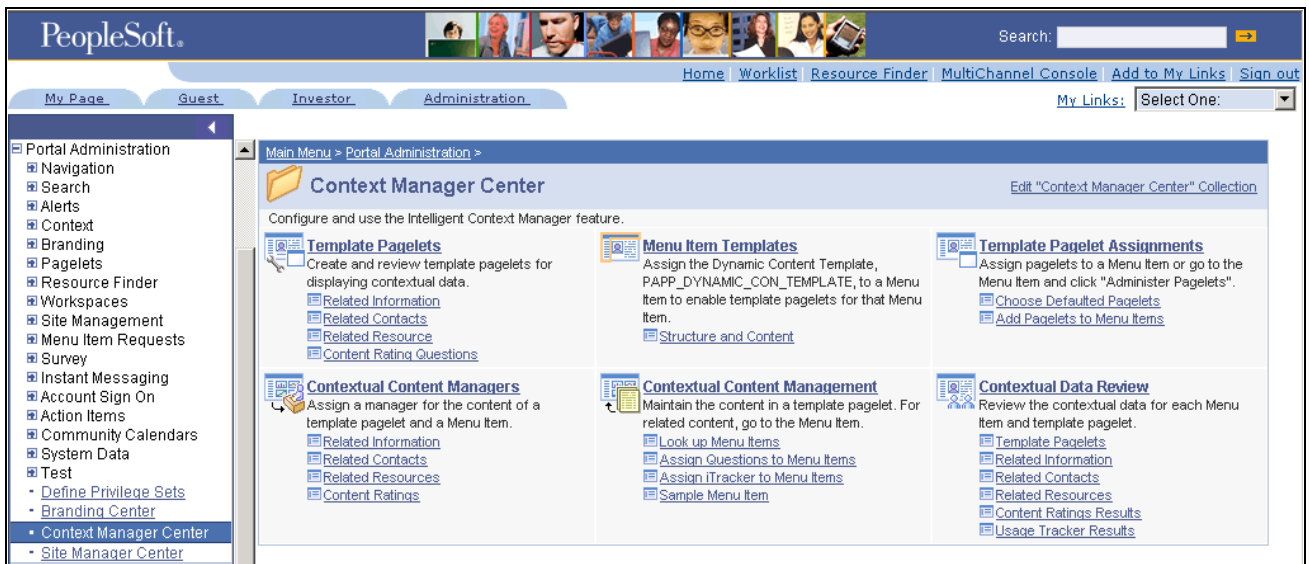 PeopleSoft.
Search:
Home | Worklist | Resource Finder | MultiChannel Console | Add to My Links | Sign out
My Page Guest Investor Administration
My Links: Select One:
Portal Administration
Navigation
Search
Alerts
Context
Branding
Pagelets
Resource Finder
Workspaces
Site Management
Menu Item Requests
Survey
Instant Messaging
Account Sign On
Action Items
Community Calendars
System Data
Test
Define Privilege Sets
Branding Center
Context Manager Center
Site Manager Center
Main Menu > Portal Administration >
Context Manager Center
Edit "Context Manager Center" Collection
Configure and use the Intelligent Context Manager feature.
Template Pagelets
Create and review template pagelets for
displaying contextual data.
Related Information
Related Contacts
Related Resource
Content Rating Questions
Menu Item Templates
Assign the Dynamic Content Template,
PAPP_DYNAMIC_CON_TEMPLATE, to a Menu
Item to enable template pagelets for that Menu
Item.
Structure and Content
Template Pagelet Assignments
Assign pagelets to a Menu Item or go to the
Menu Item and click "Administer Pagelets".
Choose Defaulted Pagelets
Add Pagelets to Menu Items
Contextual Content Managers
Assign a manager for the content of a
template pagelet and a Menu Item.
Related Information
Related Contacts
Related Resources
Content Ratings
Contextual Content Management
Maintain the content in a template pagelet. For
related content, go to the Menu Item.
Look up Menu Items
Assign Questions to Menu Items
Assign iTracker to Menu Items
Sample Menu Item
Contextual Data Review
Review the contextual data for each Menu
Item and template pagelet.
Template Pagelets
Related Information
Related Contacts
Related Resources
Content Ratings Results
Usage Tracker Results